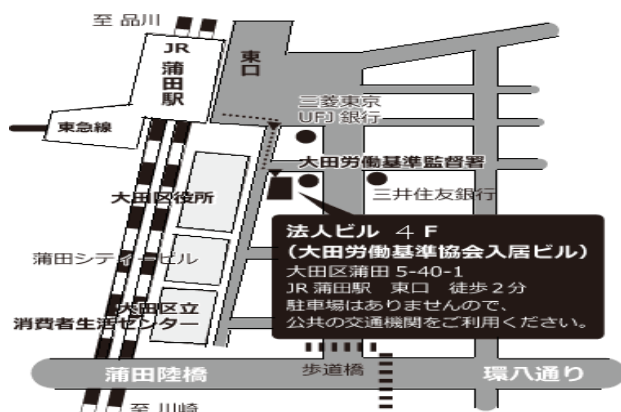 至 品川
JR
蒲田駅
東口
東急線
三菱東京
UFJ 銀行
大田労働基準監督署
三井住友銀行
大田区役所
蒲田シティービル
大田区立
消費者生活センター
法人ビル 4F
(大田労働基準協会入居ビル)
大田区蒲田 5-40-1
JR 蒲田駅 東口 徒歩2分
駐車場はありませんので、
公共の交通機関をご利用ください。
歩道橋
蒲田陸橋
環八通り
至 川崎